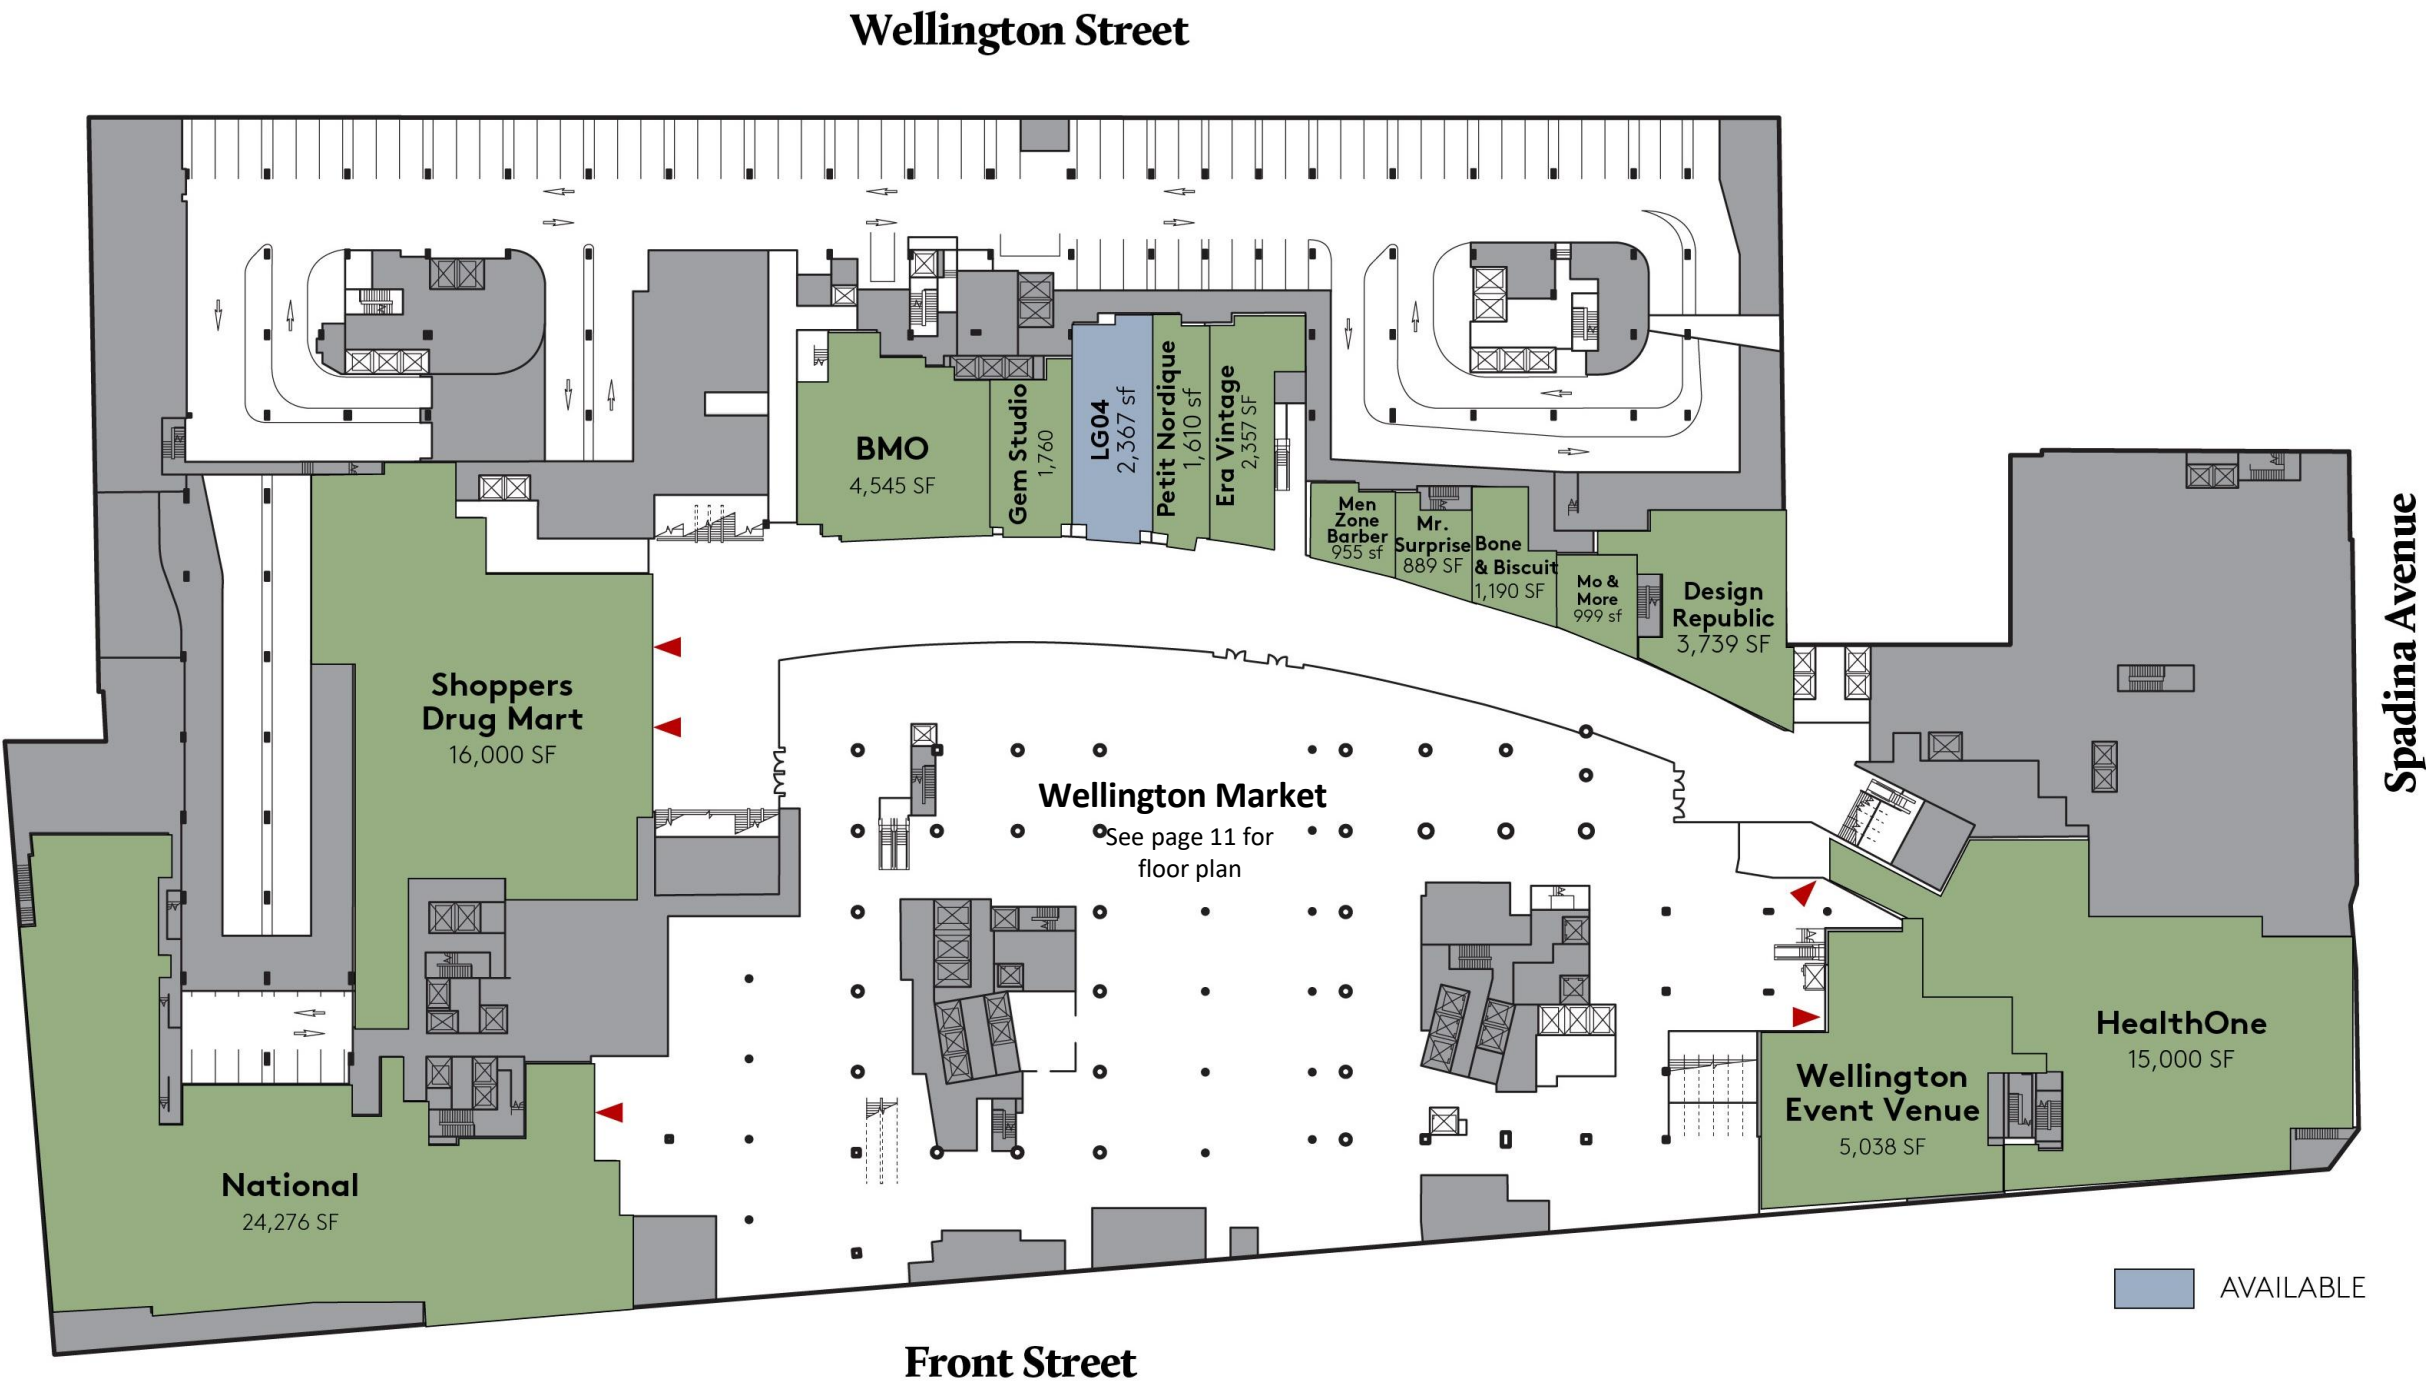 Wellington Street
BMO
4,545 SF
Gem Studio
1,760
LG04
2,367 sf
Petit Nordique
1,610 sf
Era Vintage
2,357 SF
Men
Zone
Barber
955 sf
Mr.
Surprise
889 SF
Bone
& Biscuit
1,190 SF
Mo &
More
999 sf
Design
Republic
3,739 SF
Spadina Avenue
Shoppers
Drug Mart
16,000 SF
Wellington Market
See page 11 for
floor plan
HealthOne
15,000 SF
Wellington
Event Venue
5,038 SF
National
24,276 SF
AVAILABLE
Front Street